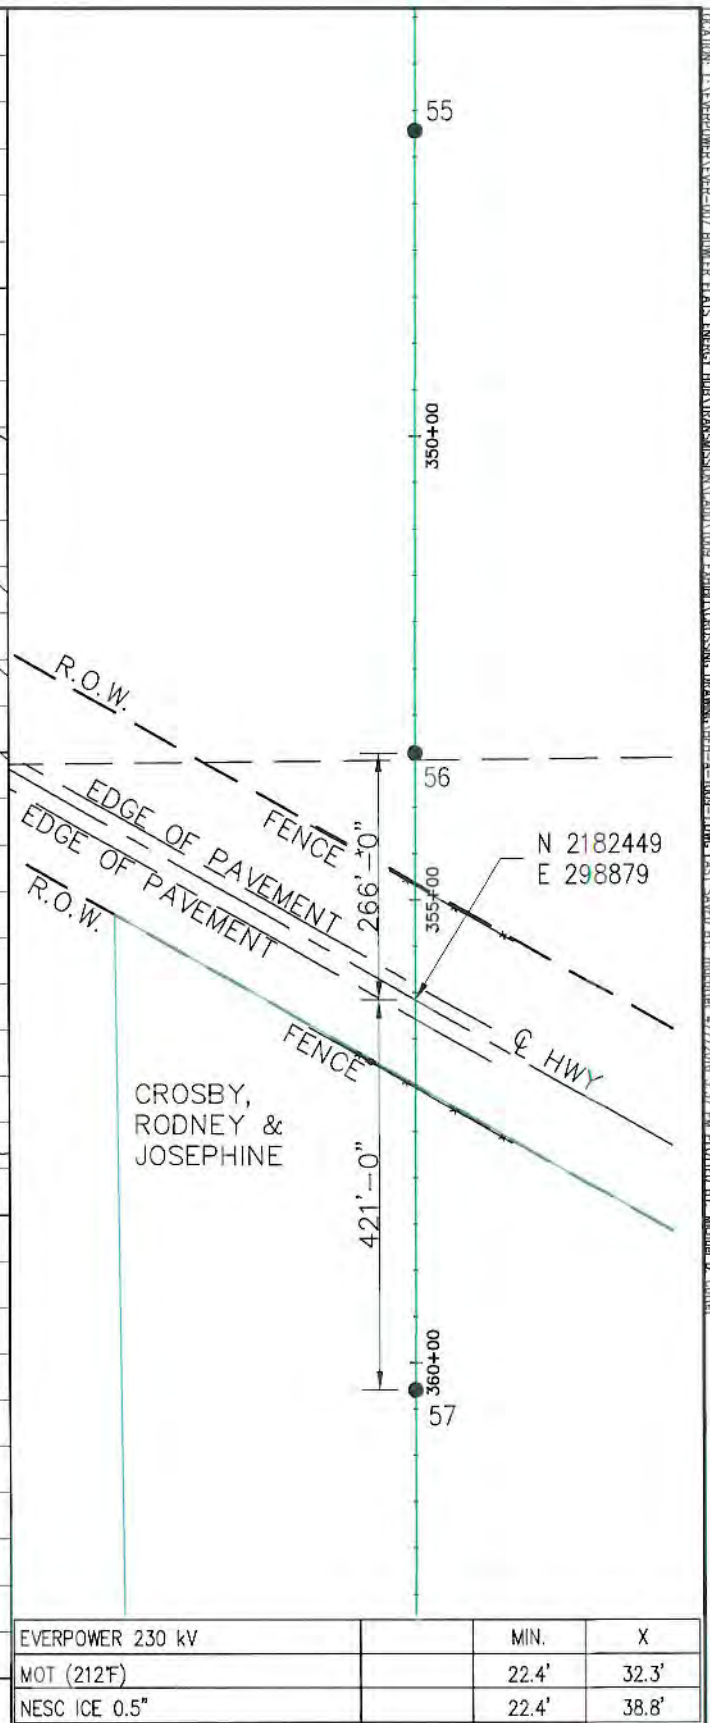 55
350+00
R.O.W.
56
EDGE OF PAVEMENT
FENCE
266'-0"
N 2182449
E 298879
EDGE OF PAVEMENT
355+00
R.O.W.
FENCE
℄ HWY
CROSBY,
RODNEY &
JOSEPHINE
421'-0"
360+00
57
EVERPOWER 230 kV MIN. X
MOT (212°F) 22.4' 32.3'
NESC ICE 0.5" 22.4' 38.8'